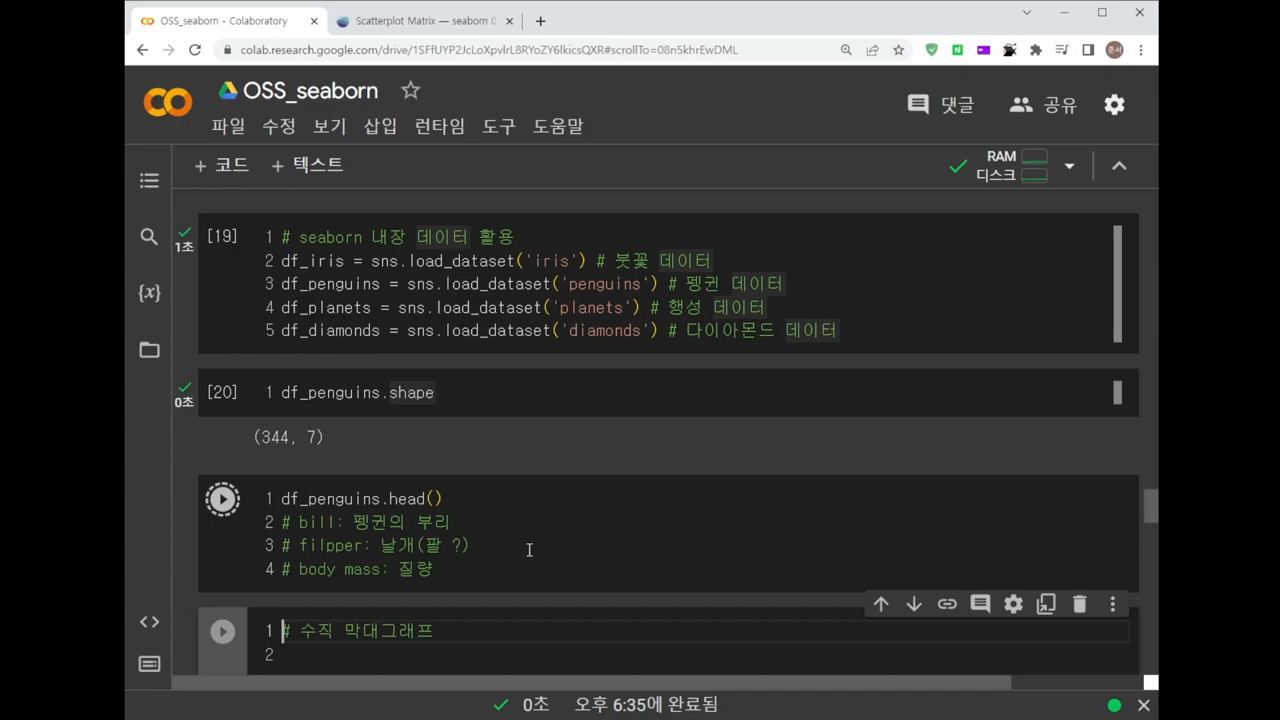 OSS_seaborn - Colaboratory
Scatterplot Matrix — seaborn 0
colab.research.google.com/drive/1SFfUYP2JcLoXpvlrL8RYoZY6lkicsQXR#scrollTo=08n5khrEwDML
준서
OSS_seaborn
댓글
공유
파일 수정 보기 삽입 런타임 도구 도움말
+ 코드 + 텍스트
RAM
디스크
1초
[19]
1 # seaborn 내장 데이터 활용
2 df_iris = sns.load_dataset('iris') # 붓꽃 데이터
3 df_penguins = sns.load_dataset('penguins') # 펭귄 데이터
4 df_planets = sns.load_dataset('planets') # 행성 데이터
5 df_diamonds = sns.load_dataset('diamonds') # 다이아몬드 데이터
0초
[20] 1 df_penguins.shape
(344, 7)
1 df_penguins.head()
2 # bill: 펭귄의 부리
3 # filpper: 날개(팔 ?)
4 # body mass: 질량
1 # 수직 막대그래프
2
0초 오후 6:35에 완료됨